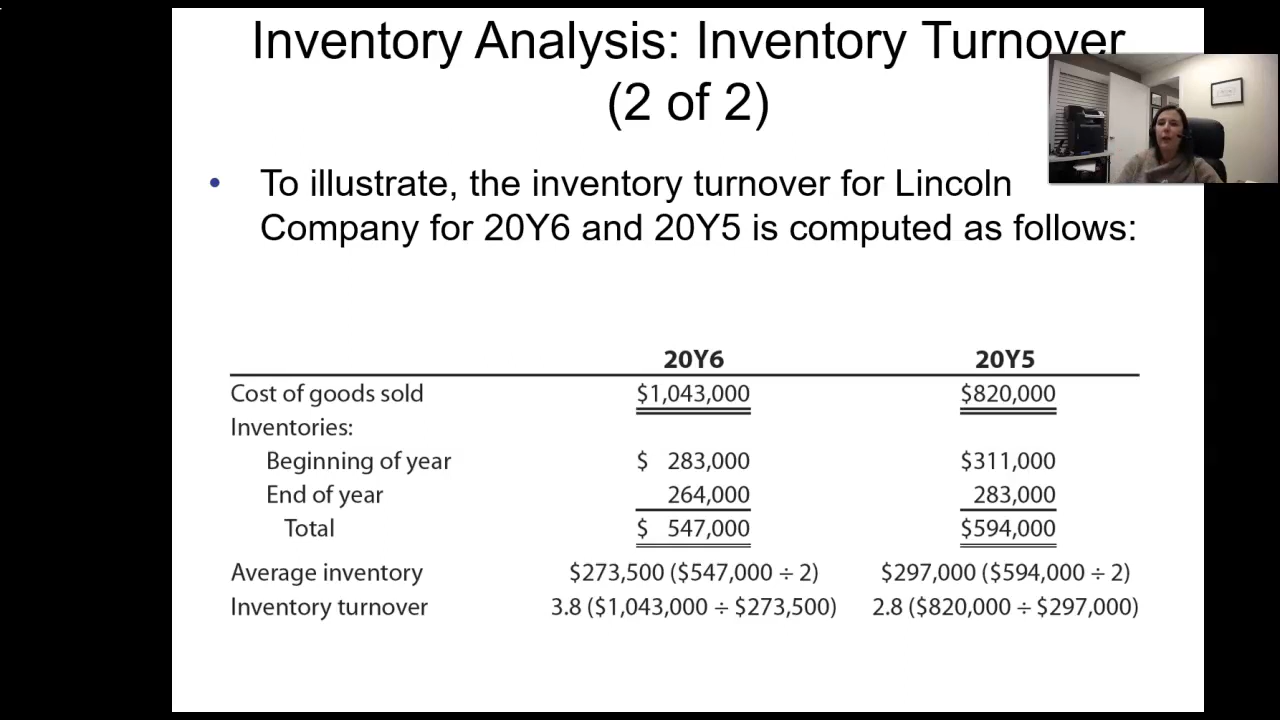 Inventory Analysis: Inventory Turnover
(2 of 2)
• To illustrate, the inventory turnover for Lincoln
Company for 20Y6 and 20Y5 is computed as follows:
20Y6 20Y5
Cost of goods sold $1,043,000 $820,000
Inventories:
Beginning of year $ 283,000 $311,000
End of year 264,000 283,000
Total $ 547,000 $594,000
Average inventory $273,500 ($547,000 ÷ 2) $297,000 ($594,000 ÷ 2)
Inventory turnover 3.8 ($1,043,000 ÷ $273,500) 2.8 ($820,000 ÷ $297,000)